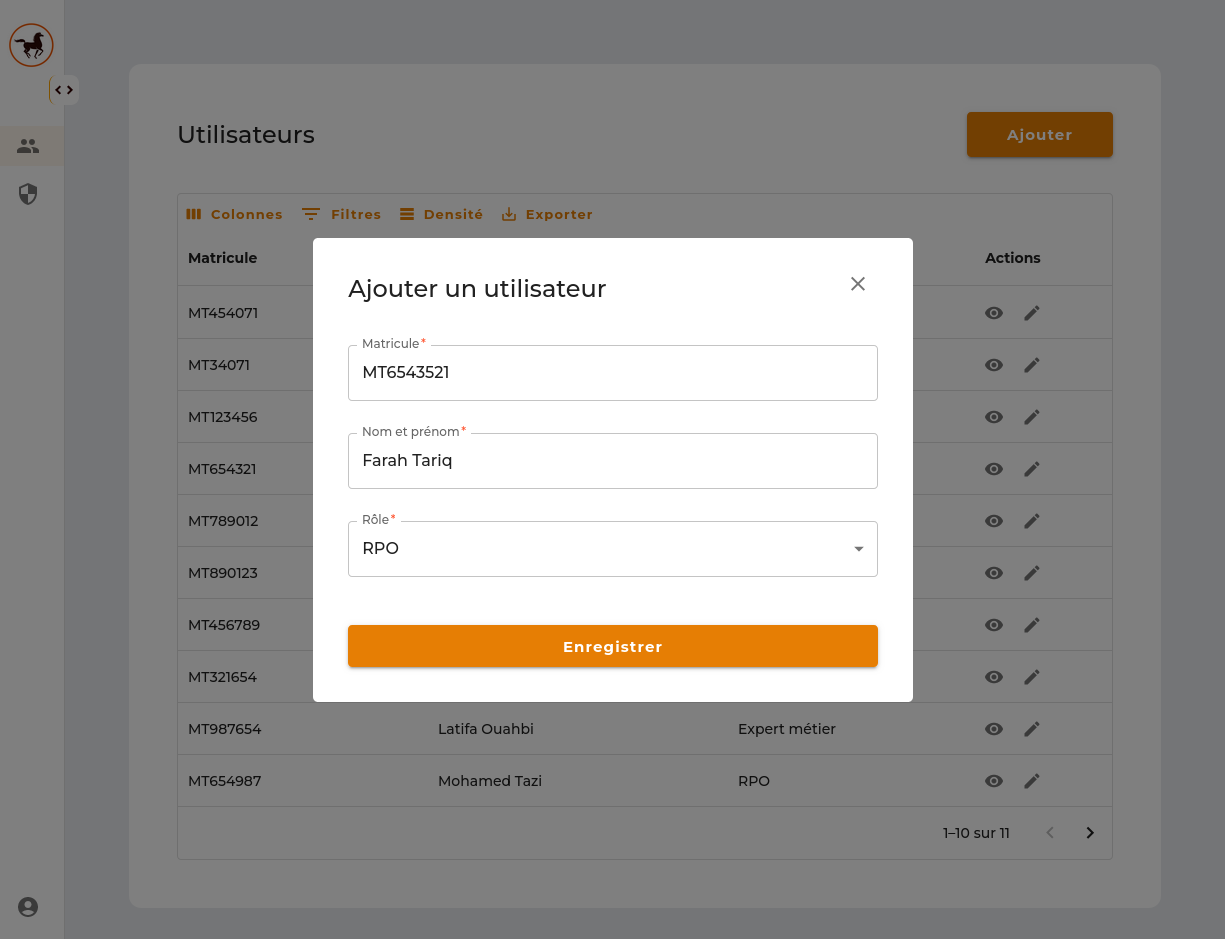 Utilisateurs
Ajouter
Colonnes Filtres Densité Exporter
Matricule Actions
Ajouter un utilisateur
MT454071
Matricule*
MT34071
MT6543521
MT123456
Nom et prénom*
Farah Tariq
MT654321
MT789012
Rôle*
RPO
MT890123
MT456789
Enregistrer
MT321654
MT987654 Latifa Ouahbi Expert métier
MT654987 Mohamed Tazi RPO
1–10 sur 11